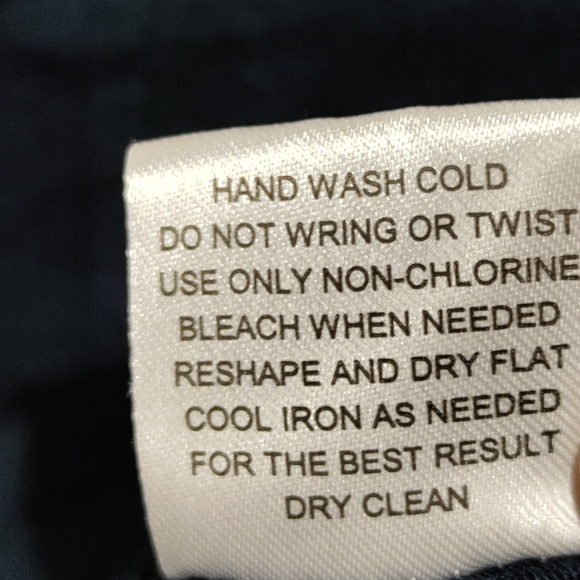 HAND WASH COLD
DO NOT WRING OR TWIST
USE ONLY NON-CHLORINE
BLEACH WHEN NEEDED
RESHAPE AND DRY FLAT
COOL IRON AS NEEDED
FOR THE BEST RESULT
DRY CLEAN